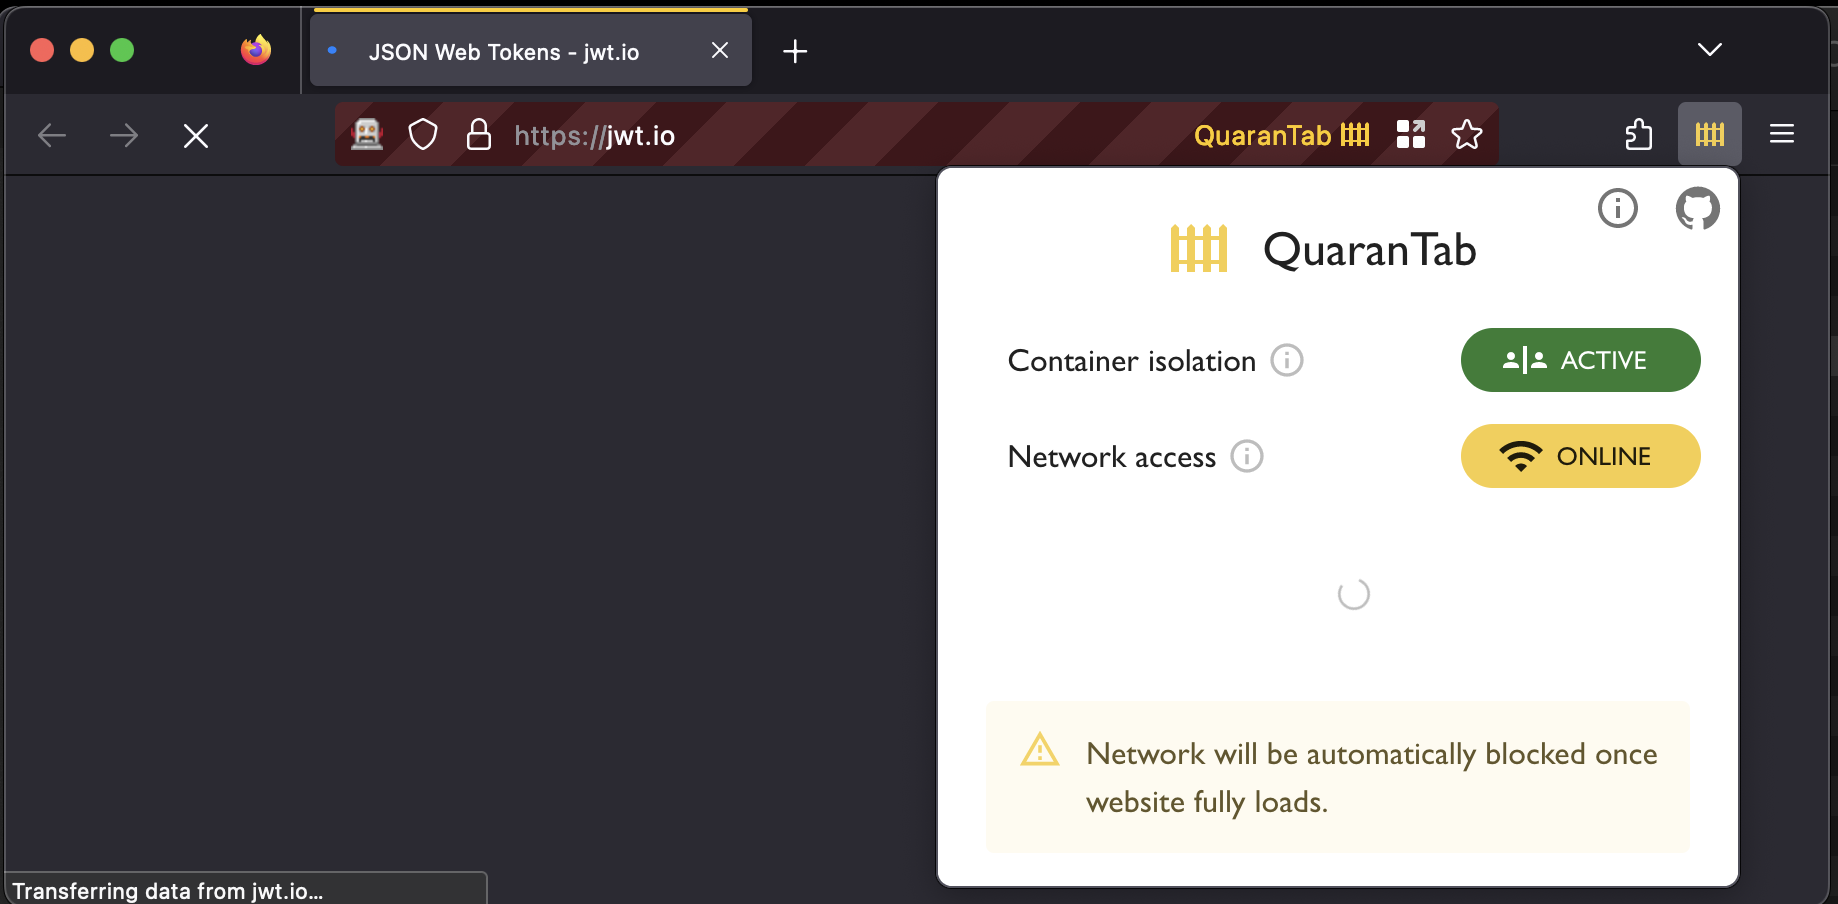 JSON Web Tokens - jwt.io
https://jwt.io
QuaranTab
QuaranTab
Container isolation
ACTIVE
Network access
ONLINE
Network will be automatically blocked once
website fully loads.
Transferring data from jwt.io…